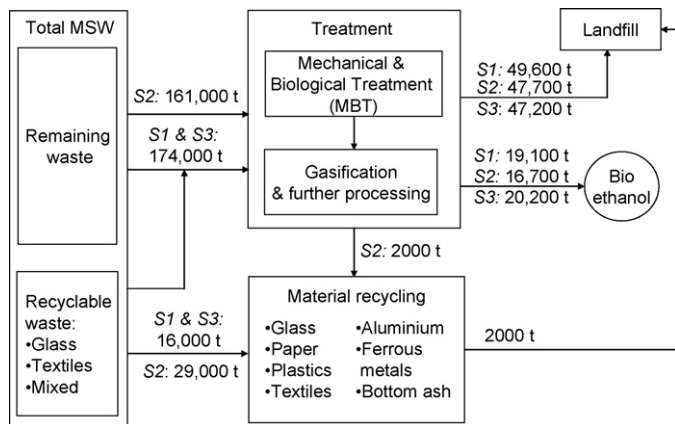 Total MSW
Remaining
waste
Recyclable
waste:
•Glass
•Textiles
•Mixed
S2: 161,000 t
S1 & S3:
174,000 t
S1 & S3:
16,000 t
S2: 29,000 t
Treatment
Mechanical &
Biological Treatment
(MBT)
Gasification
& further processing
S2: 2000 t
Material recycling
•Glass
•Paper
•Plastics
•Textiles
•Aluminium
•Ferrous
metals
•Bottom ash
Landfill
S1: 49,600 t
S2: 47,700 t
S3: 47,200 t
S1: 19,100 t
S2: 16,700 t
S3: 20,200 t
Bio
ethanol
2000 t